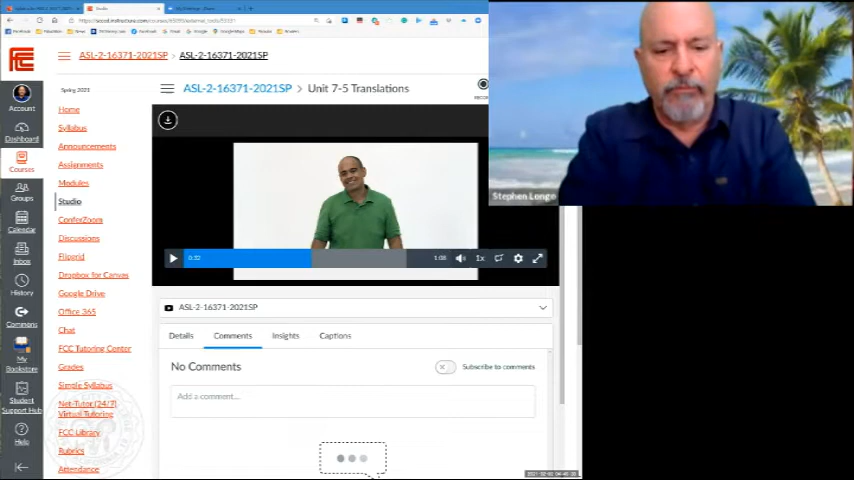 FCC
ASL-2-16371-2021SP > ASL-2-16371-2021SP
Account
Dashboard
Courses
Groups
Calendar
Inbox
History
Commons
My
Bookstore
Student
Support Hub
Help
Spring 2021
Home
Syllabus
Announcements
Assignments
Modules
Studio
ConferZoom
Discussions
Flipgrid
Dropbox for Canvas
Google Drive
Office 365
Chat
FCC Tutoring Center
Grades
Simple Syllabus
Net-Tutor (24/7)
Virtual Tutoring
FCC Library
Rubrics
Attendance
ASL-2-16371-2021SP > Unit 7-5 Translations
0:32
1:08
1x
ASL-2-16371-2021SP
Details
Comments
Insights
Captions
No Comments
Subscribe to comments
Add a comment...
Stephen Longo